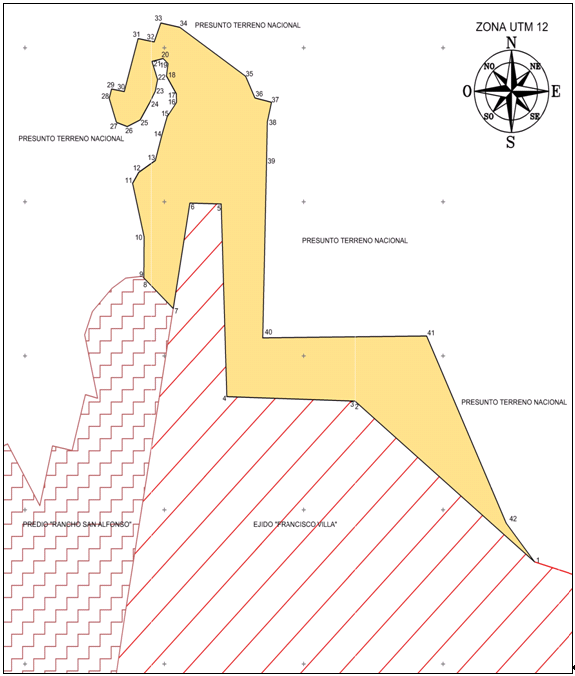 ZONA UTM 12
N
NO
NE
O
E
SO
SE
S
33
34
PRESUNTO TERRENO NACIONAL
31
32
20
21
19
35
22
18
29
30
23
17
36
28
24
16
37
15
27
26
25
38
PRESUNTO TERRENO NACIONAL
14
13
39
12
11
6
5
10
PRESUNTO TERRENO NACIONAL
9
8
7
40
41
4
3
2
PRESUNTO TERRENO NACIONAL
42
PREDIO "RANCHO SAN ALFONSO"
EJIDO "FRANCISCO VILLA"
1